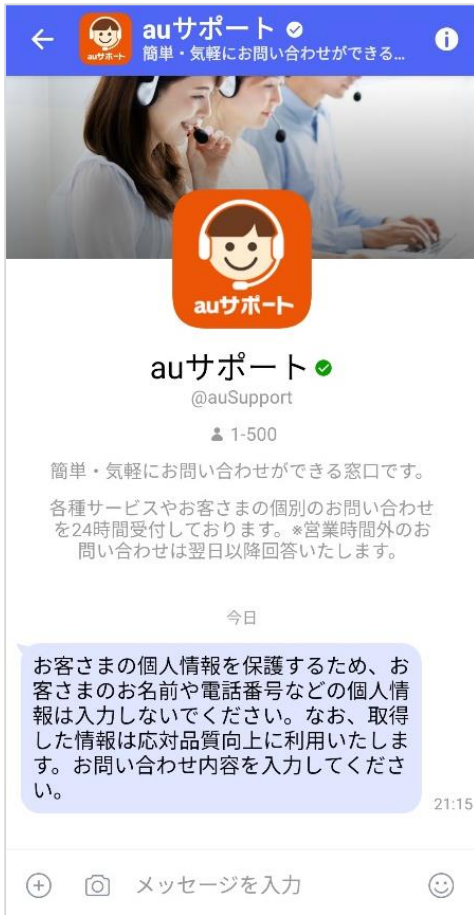 auサポート
auサポート
簡単・気軽にお問い合わせができる...
auサポート
auサポート
@auSupport
1-500
簡単・気軽にお問い合わせができる窓口です。
各種サービスやお客さまの個別のお問い合わせ
を24時間受付しております。※営業時間外のお
問い合わせは翌日以降回答いたします。
今日
お客さまの個人情報を保護するため、お
客さまのお名前や電話番号などの個人情
報は入力しないでください。なお、取得
した情報は応対品質向上に利用いたしま
す。お問い合わせ内容を入力してくださ
い。
21:15
メッセージを入力